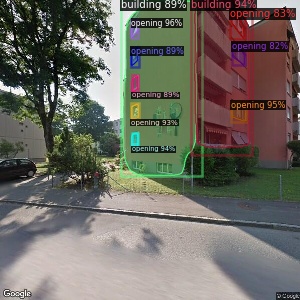 building 89%
building 94%
opening 96%
opening 83%
opening 89%
opening 82%
opening 89%
opening 95%
opening 93%
opening 94%
Google
© Google